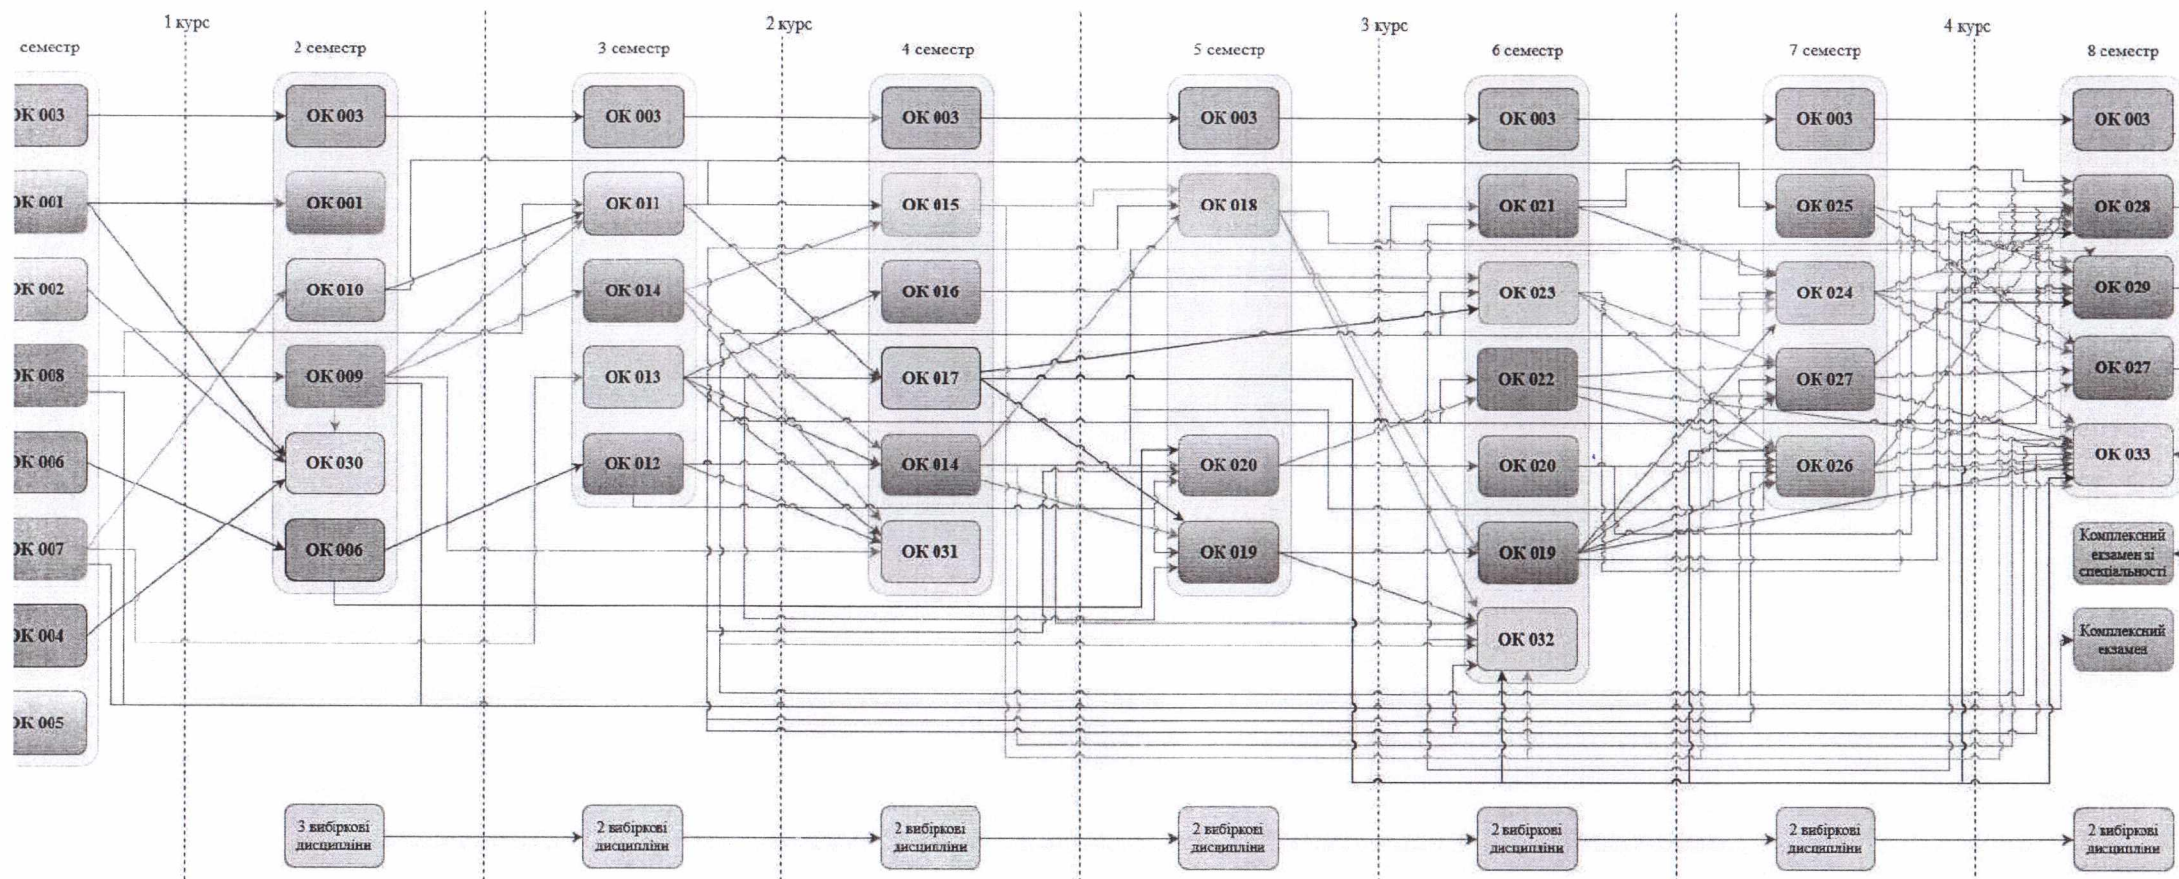 1 курс
2 курс
3 курс
4 курс
семестр
2 семестр
3 семестр
4 семестр
5 семестр
6 семестр
7 семестр
8 семестр
ОК 003
ОК 001
ОК 002
ОК 008
ОК 006
ОК 007
ОК 004
ОК 005
ОК 003
ОК 001
ОК 010
ОК 009
ОК 030
ОК 006
3 вибіркові
дисципліни
ОК 003
ОК 011
ОК 014
ОК 013
ОК 012
2 вибіркові
дисципліни
ОК 003
ОК 015
ОК 016
ОК 017
ОК 014
ОК 031
2 вибіркові
дисципліни
ОК 003
ОК 018
ОК 020
ОК 019
2 вибіркові
дисципліни
ОК 003
ОК 021
ОК 023
ОК 022
ОК 020
ОК 019
ОК 032
2 вибіркові
дисципліни
ОК 003
ОК 025
ОК 024
ОК 027
ОК 026
2 вибіркові
дисципліни
ОК 003
ОК 028
ОК 029
ОК 027
ОК 033
Комплексний
екзамен зі
спеціальності
Комплексний
екзамен
2 вибіркові
дисципліни